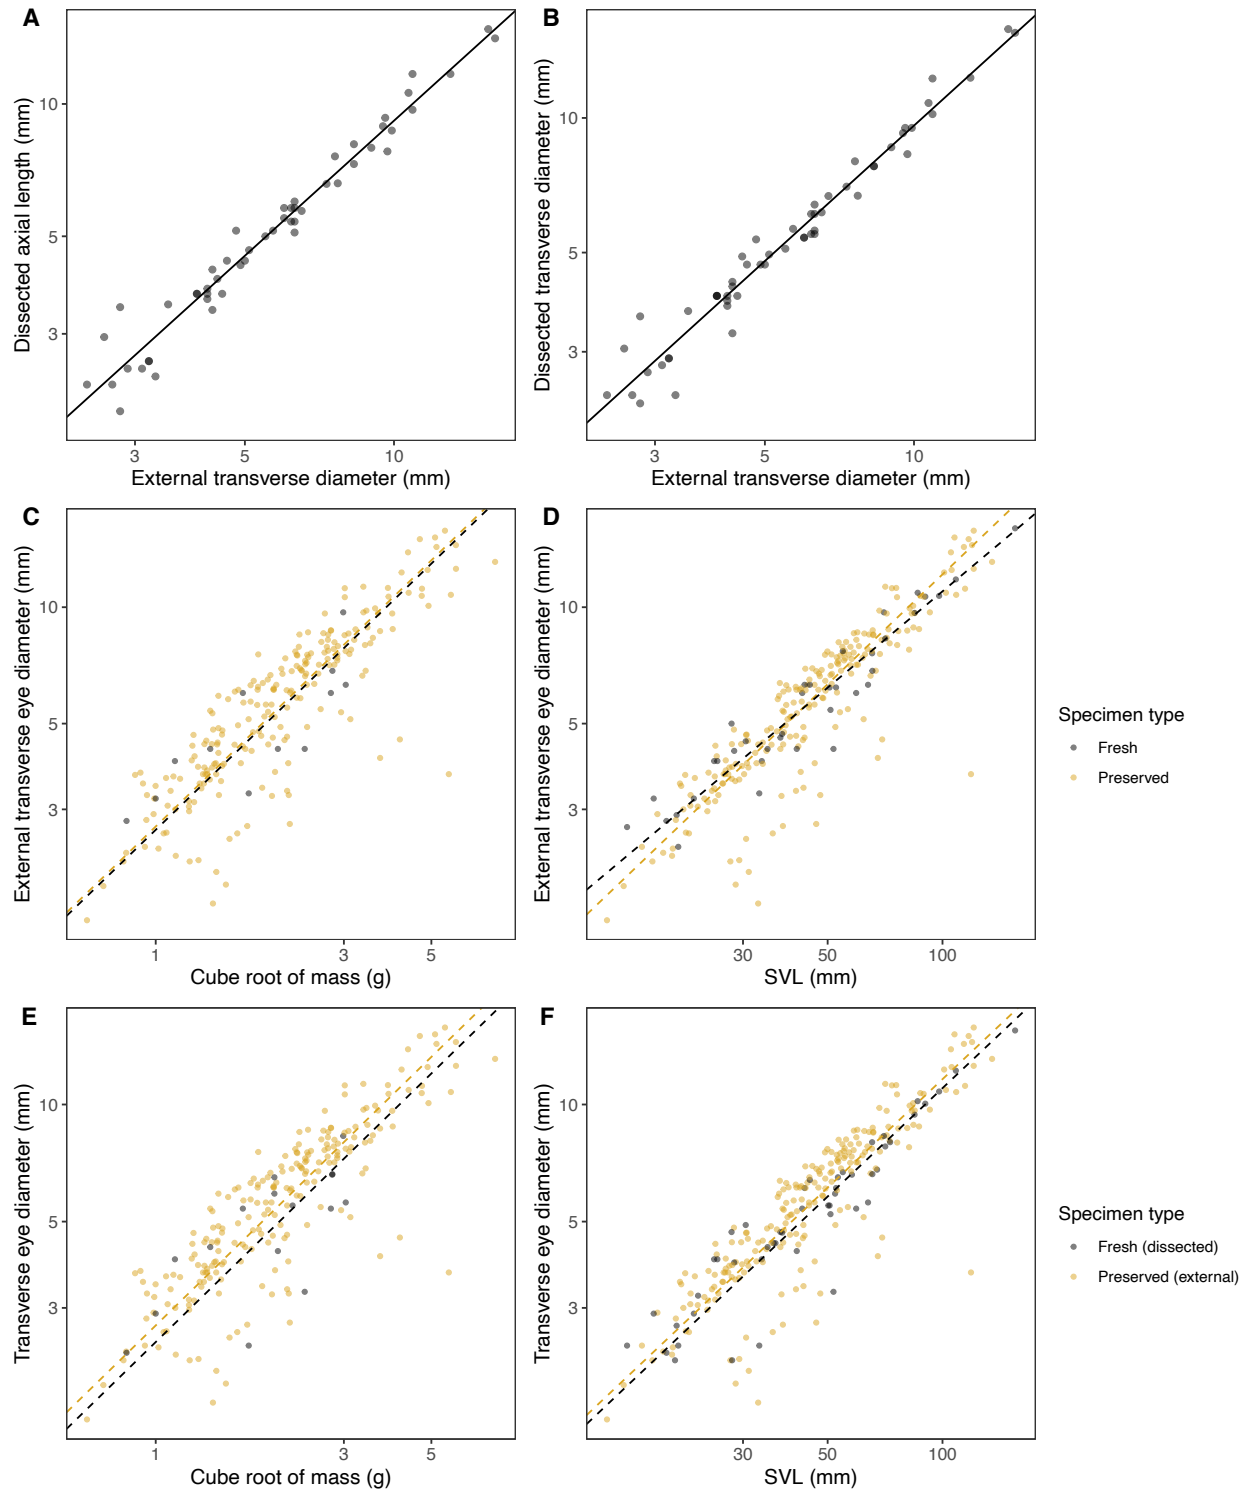 A
B
Dissected axial length (mm)
10
5
3
3
5
10
External transverse diameter (mm)
Dissected transverse diameter (mm)
10
5
3
3
5
10
External transverse diameter (mm)
C
D
External transverse eye diameter (mm)
10
5
3
1
3
5
Cube root of mass (g)
External transverse eye diameter (mm)
10
5
3
30
50
100
SVL (mm)
Specimen type
Fresh
Preserved
E
F
Transverse eye diameter (mm)
10
5
3
1
3
5
Cube root of mass (g)
Transverse eye diameter (mm)
10
5
3
30
50
100
SVL (mm)
Specimen type
Fresh (dissected)
Preserved (external)